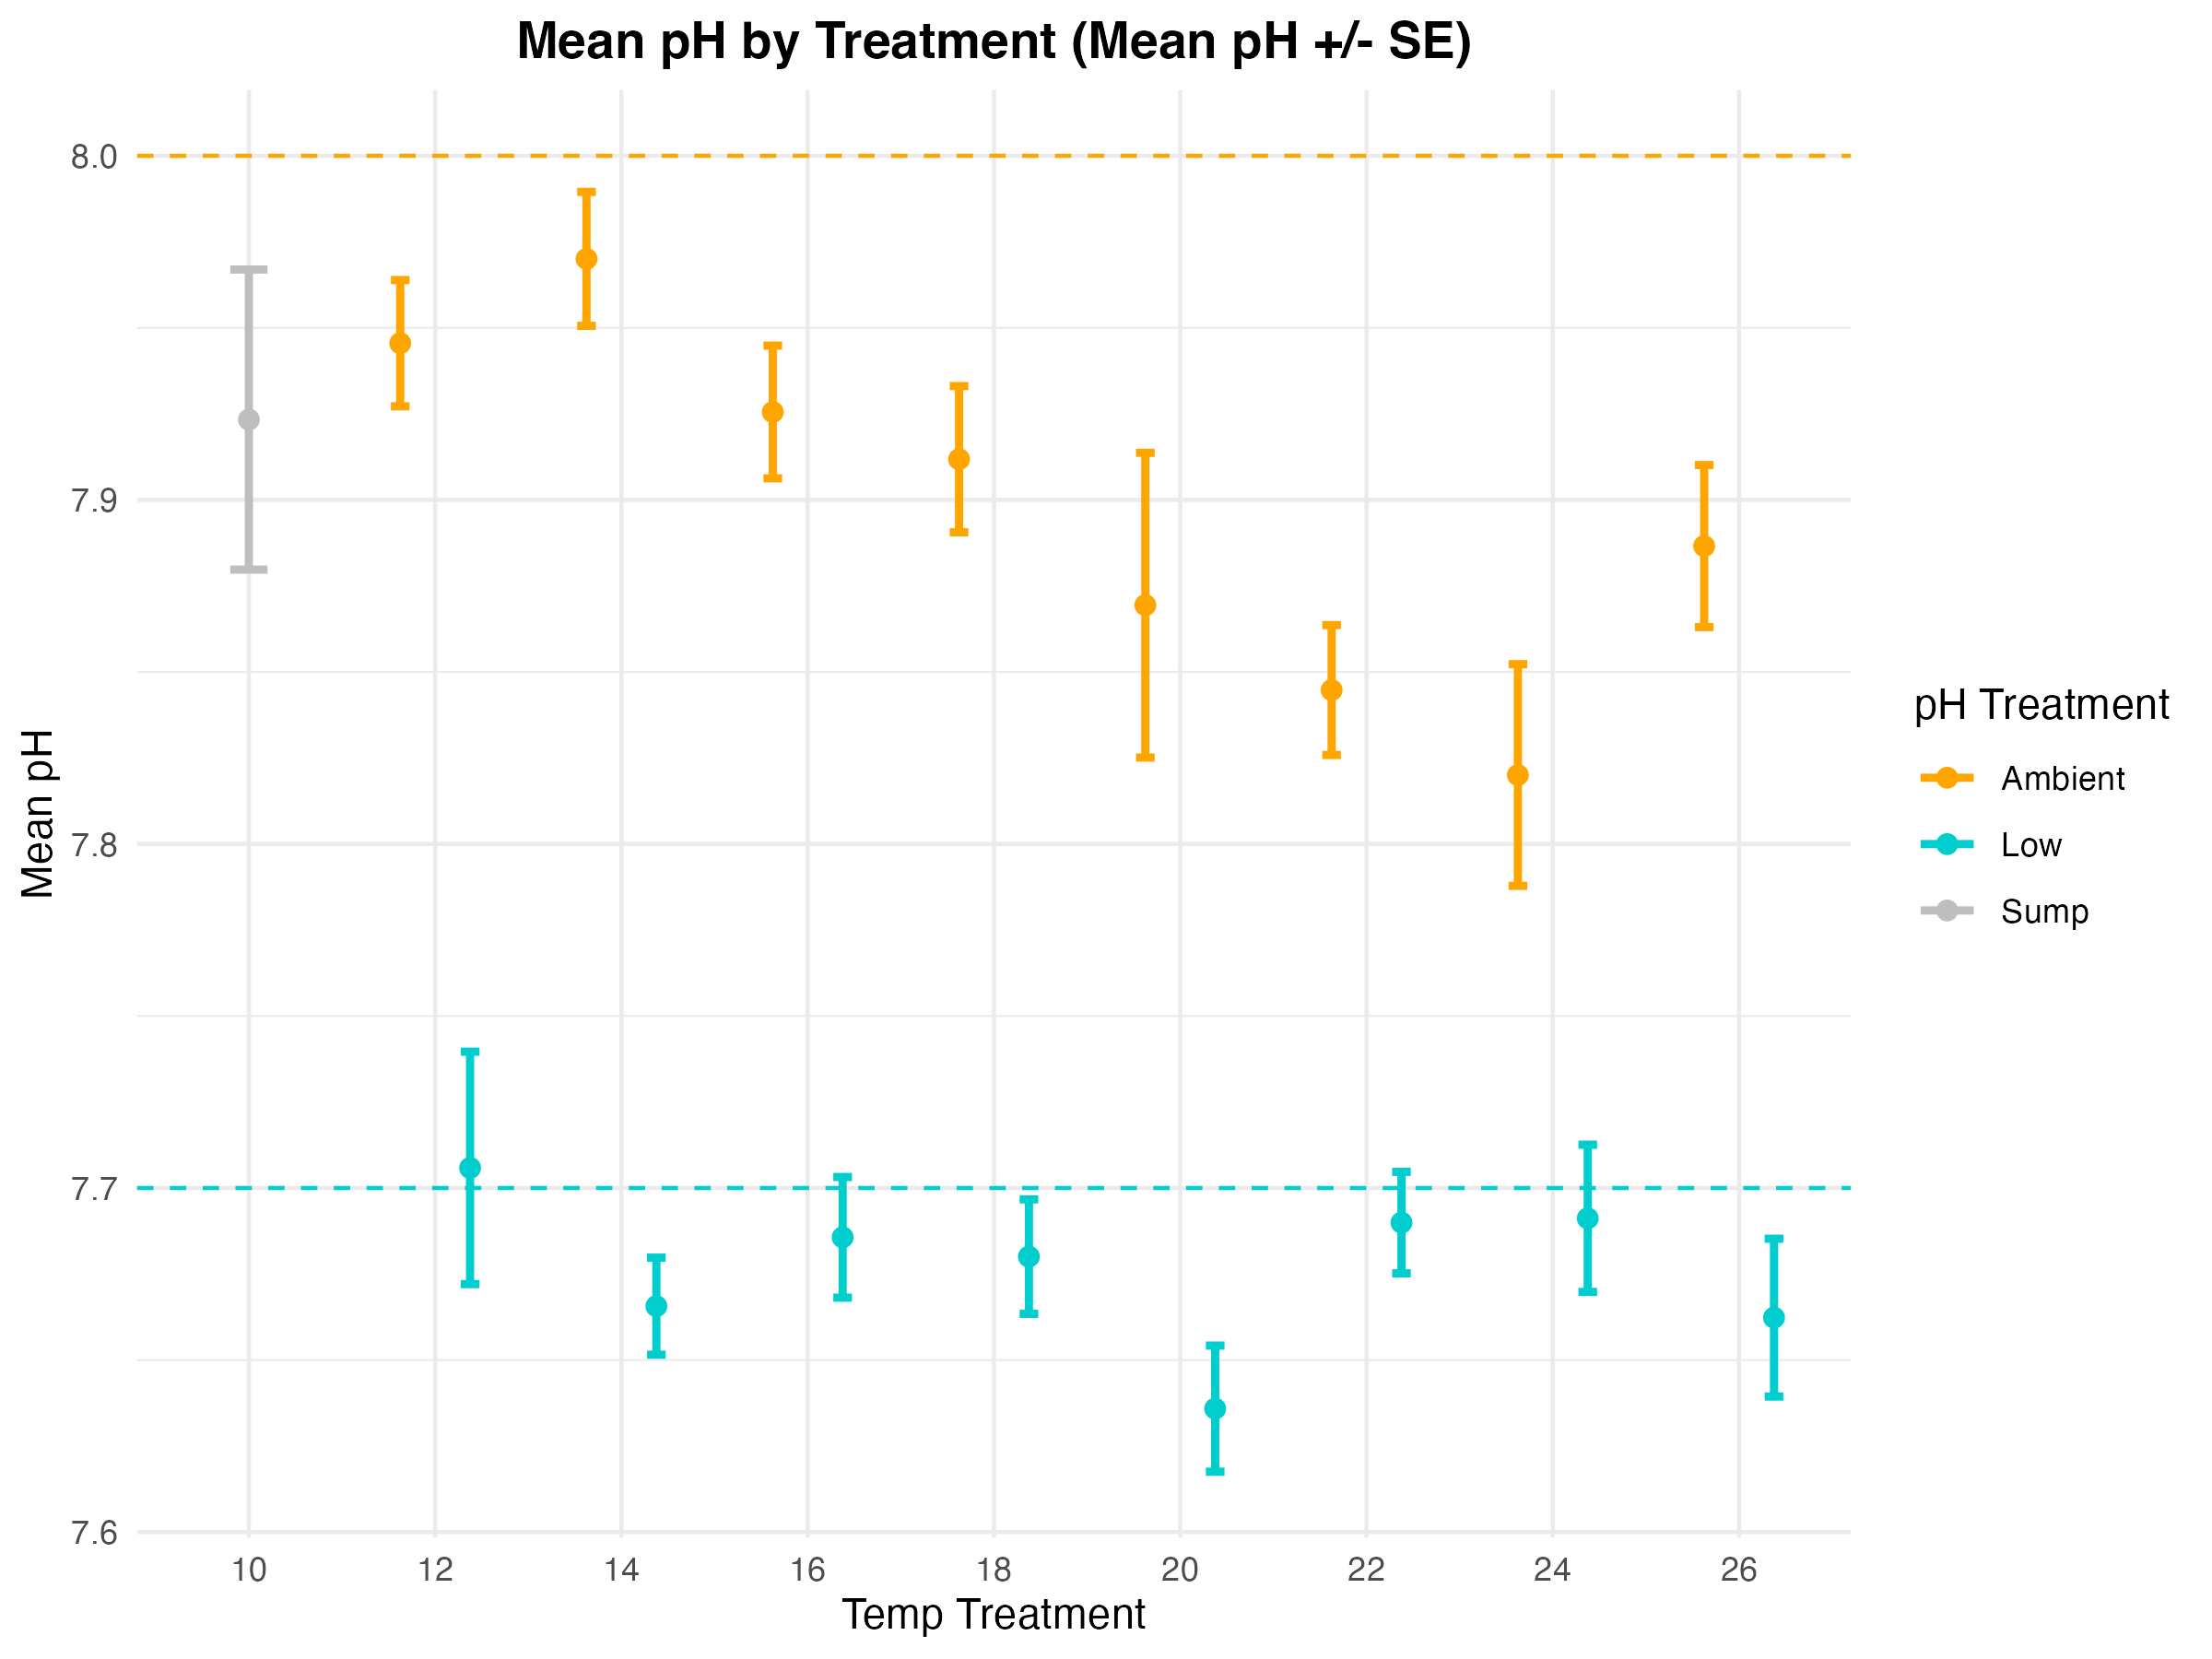 Mean pH by Treatment (Mean pH +/- SE)
Mean pH
8.0
7.9
7.8
7.7
7.6
10 12 14 16 18 20 22 24 26
Temp Treatment
pH Treatment
Ambient
Low
Sump